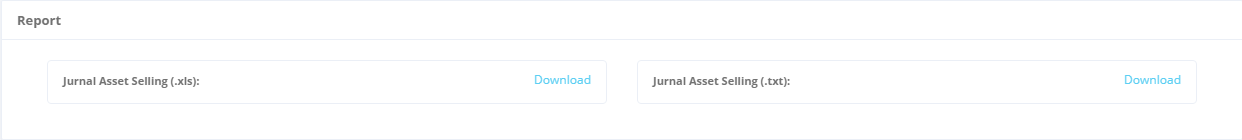 Report
Jurnal Asset Selling (.xls): Download
Jurnal Asset Selling (.txt): Download